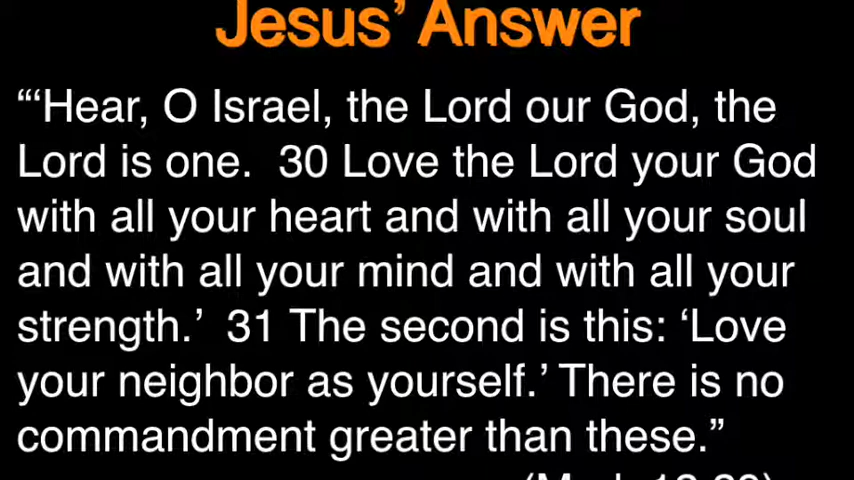 Jesus’ Answer
“‘Hear, O Israel, the Lord our God, the
Lord is one.  30 Love the Lord your God
with all your heart and with all your soul
and with all your mind and with all your
strength.’  31 The second is this: ‘Love
your neighbor as yourself.’ There is no
commandment greater than these.”